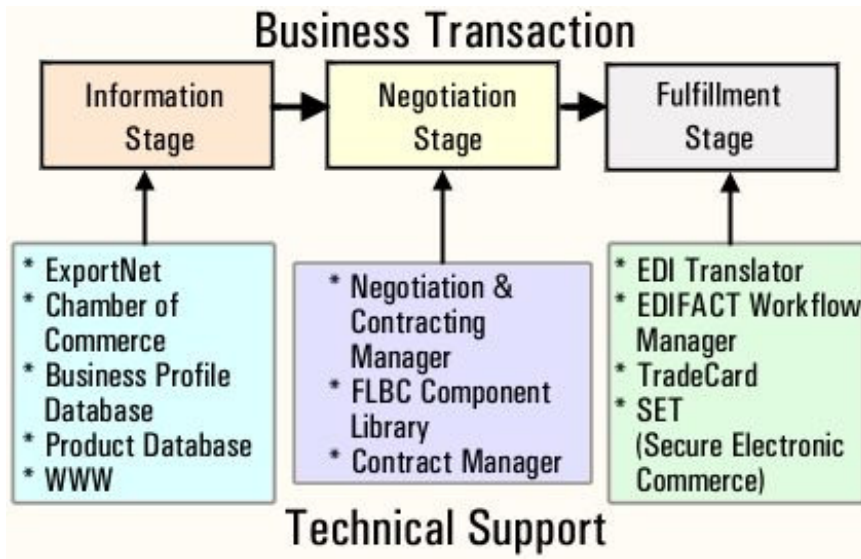 Business Transaction
Information
Stage
Negotiation
Stage
Fulfillment
Stage
* ExportNet
* Chamber of
Commerce
* Business Profile
Database
* Product Database
* WWW
* Negotiation &
Contracting
Manager
* FLBC Component
Library
* Contract Manager
* EDI Translator
* EDIFACT Workflow
Manager
* TradeCard
* SET
(Secure Electronic
Commerce)
Technical Support